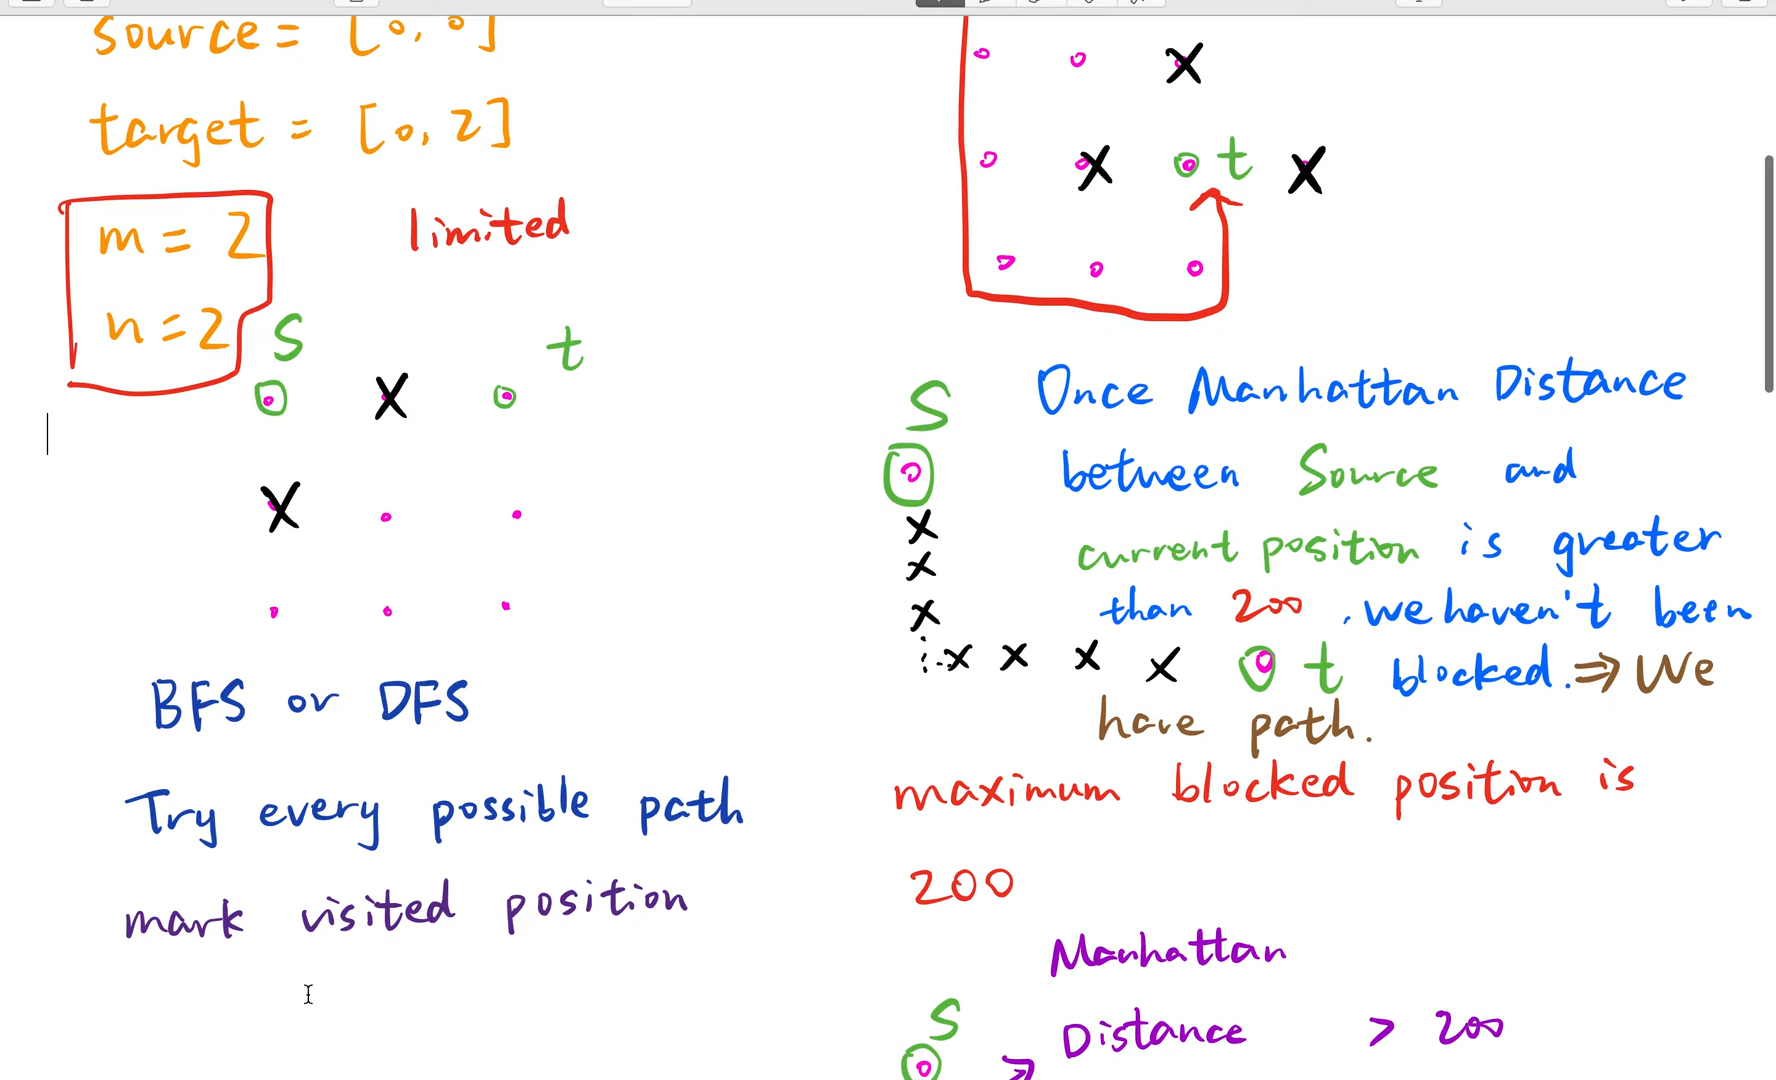 source = [0, 0]
target = [0, 2]
m = 2
limited
n = 2
S
t
X
X
BFS or DFS
Try every possible path
mark visited position
X
X
t
X
S
Once Manhattan Distance
between Source and
current position is greater
than 200, we haven't been
blocked. ⇒ We
have path.
X
X
X
X X X X
t
maximum blocked position is
200
Manhattan
S
Distance > 200